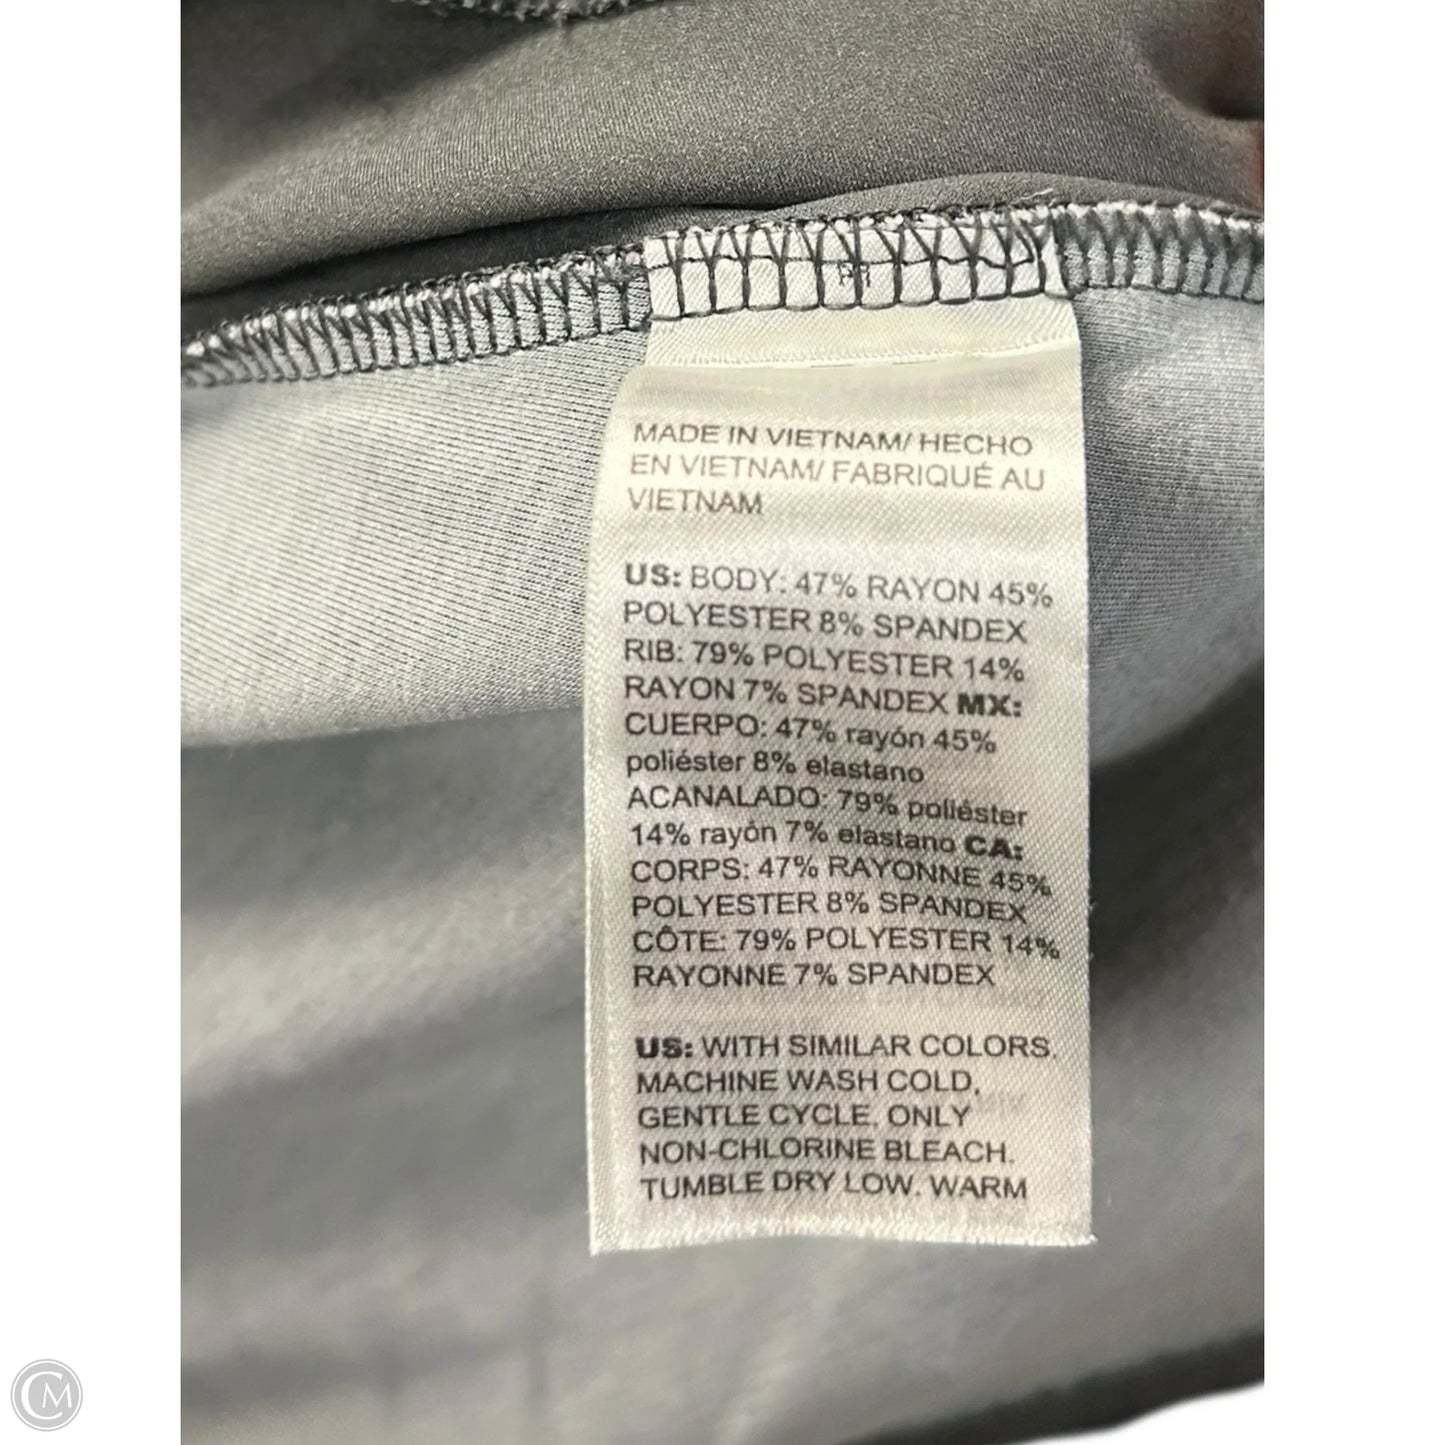 MADE IN VIETNAM/ HECHO
EN VIETNAM/ FABRIQUÉ AU
VIETNAM
US: BODY: 47% RAYON 45%
POLYESTER 8% SPANDEX
RIB: 79% POLYESTER 14%
RAYON 7% SPANDEX MX:
CUERPO: 47% rayón 45%
poliéster 8% elastano
ACANALADO: 79% poliéster
14% rayón 7% elastano CA:
CORPS: 47% RAYONNE 45%
POLYESTER 8% SPANDEX
CÔTE: 79% POLYESTER 14%
RAYONNE 7% SPANDEX
US: WITH SIMILAR COLORS.
MACHINE WASH COLD,
GENTLE CYCLE. ONLY
NON-CHLORINE BLEACH.
TUMBLE DRY LOW. WARM
CM